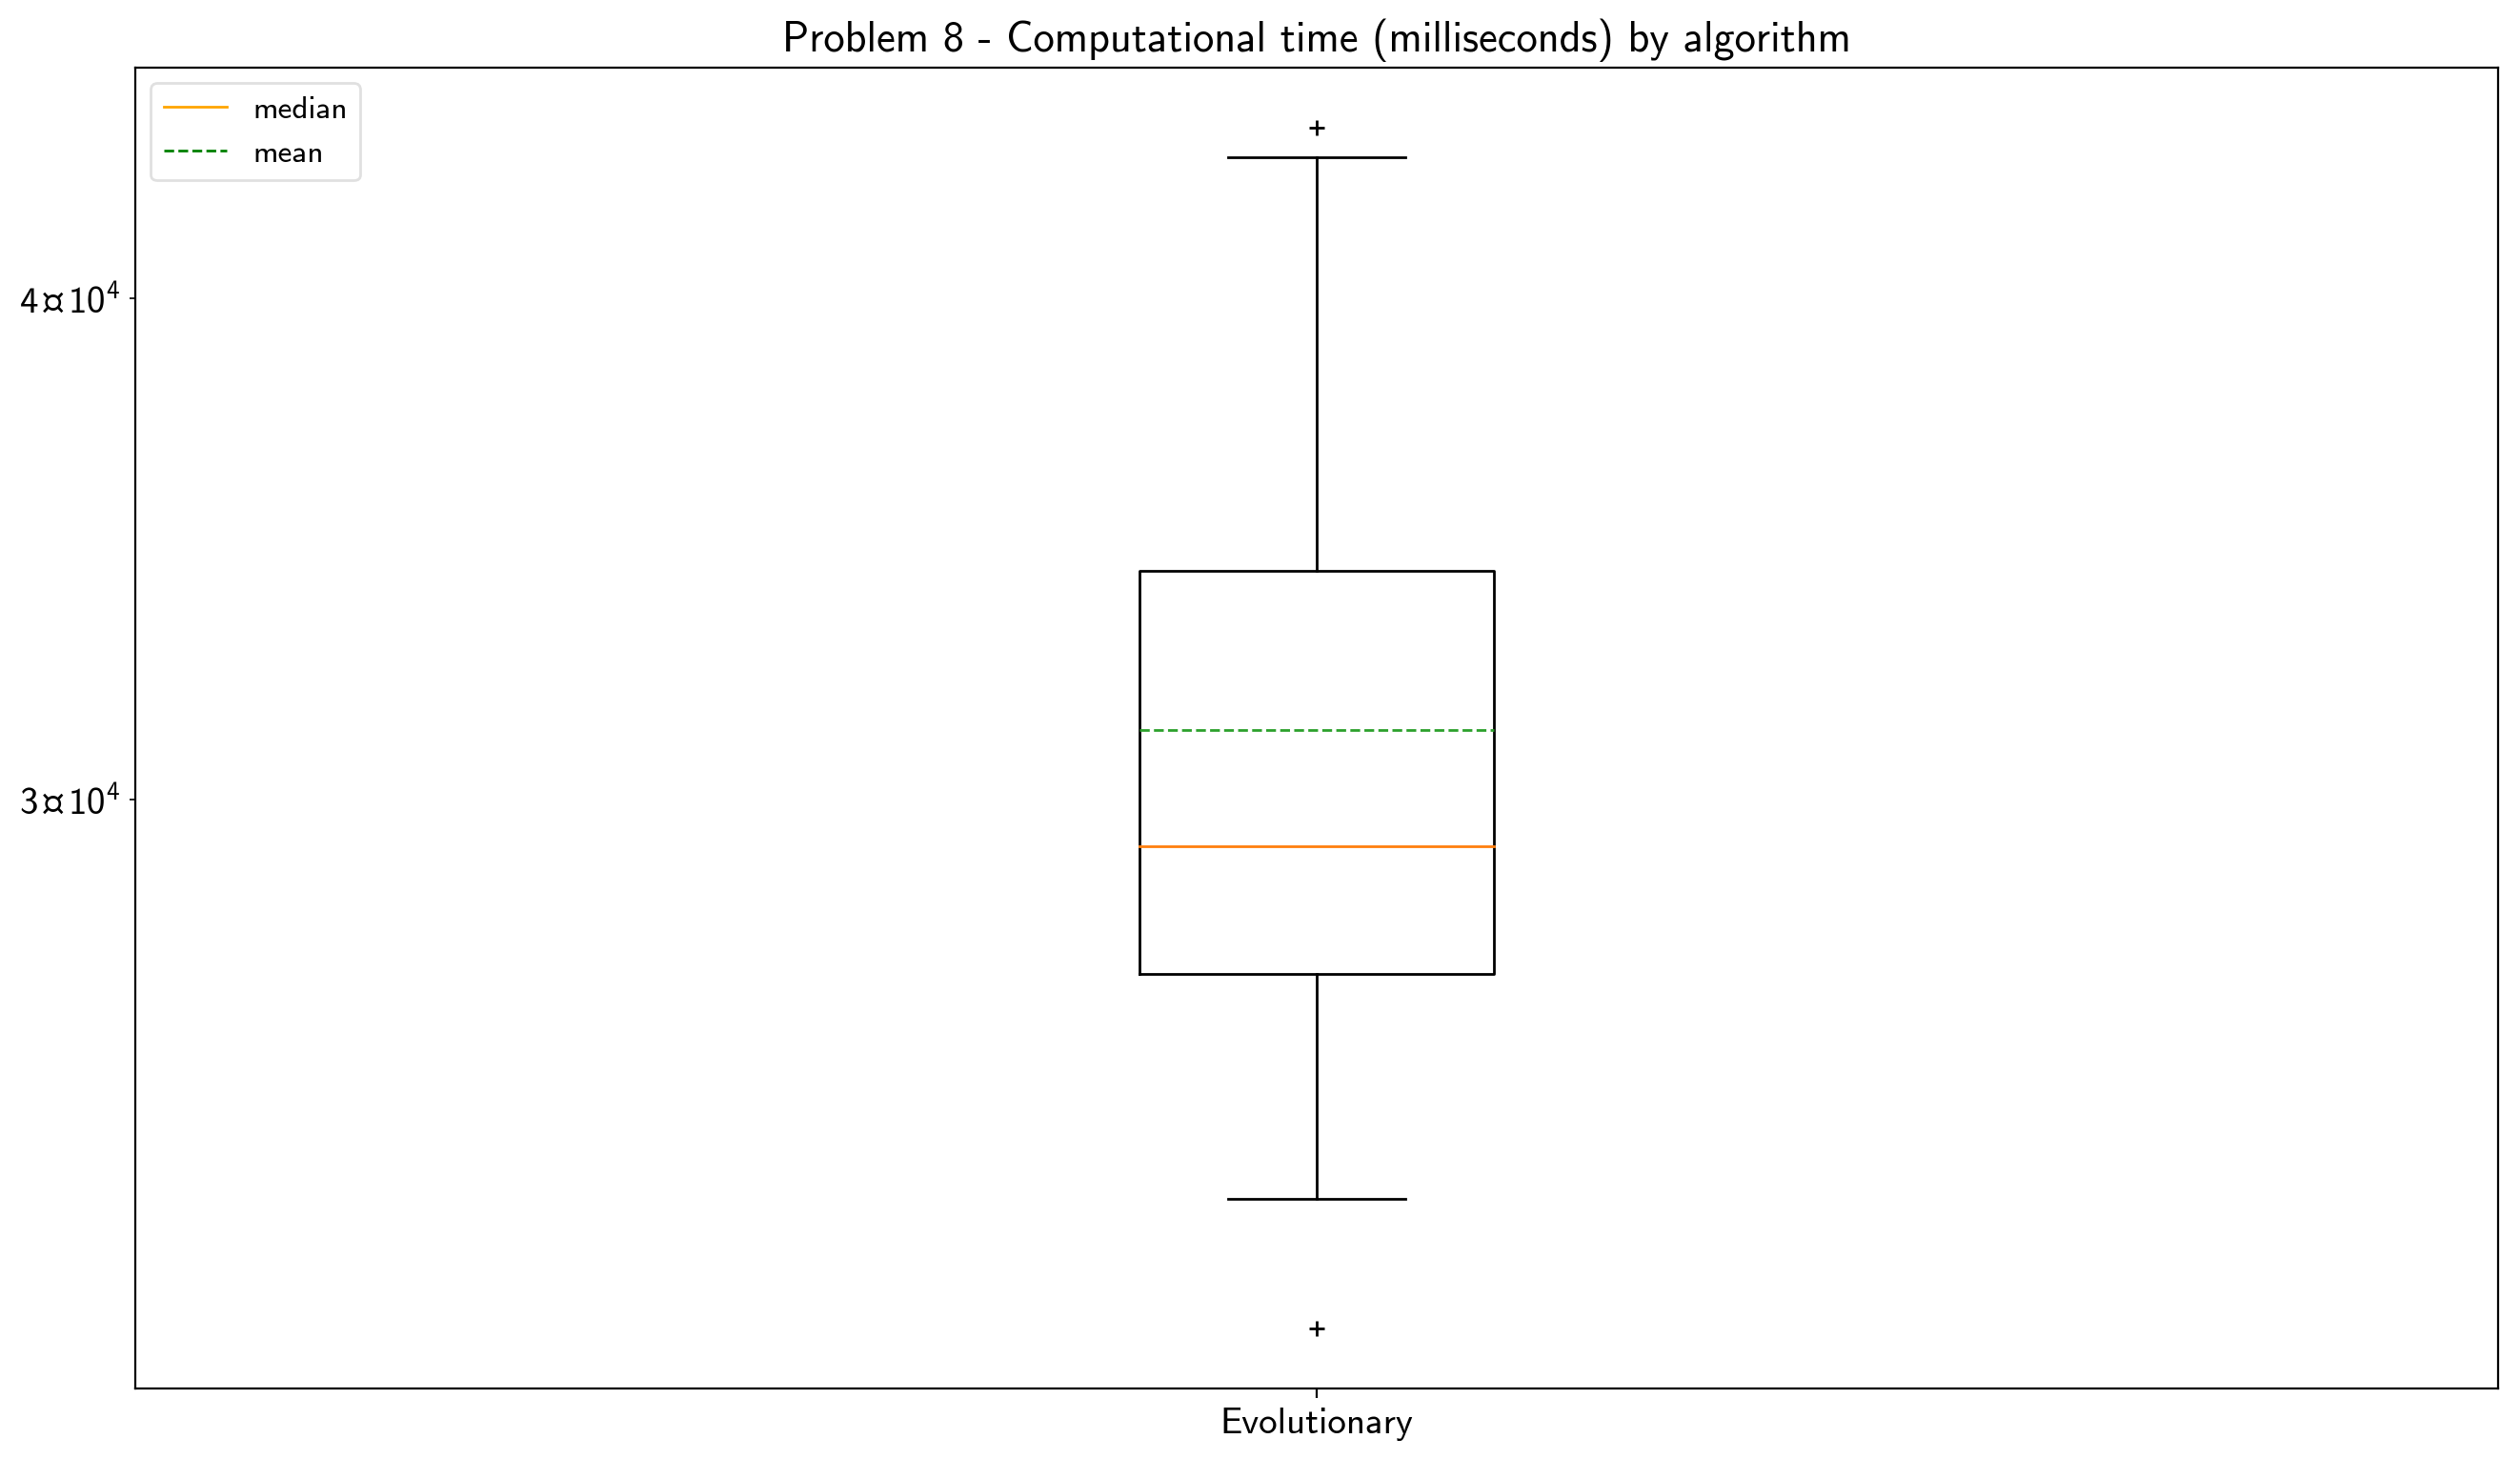 Problem 8 - Computational time (milliseconds) by algorithm
median
mean
4¤10⁴
3¤10⁴
Evolutionary